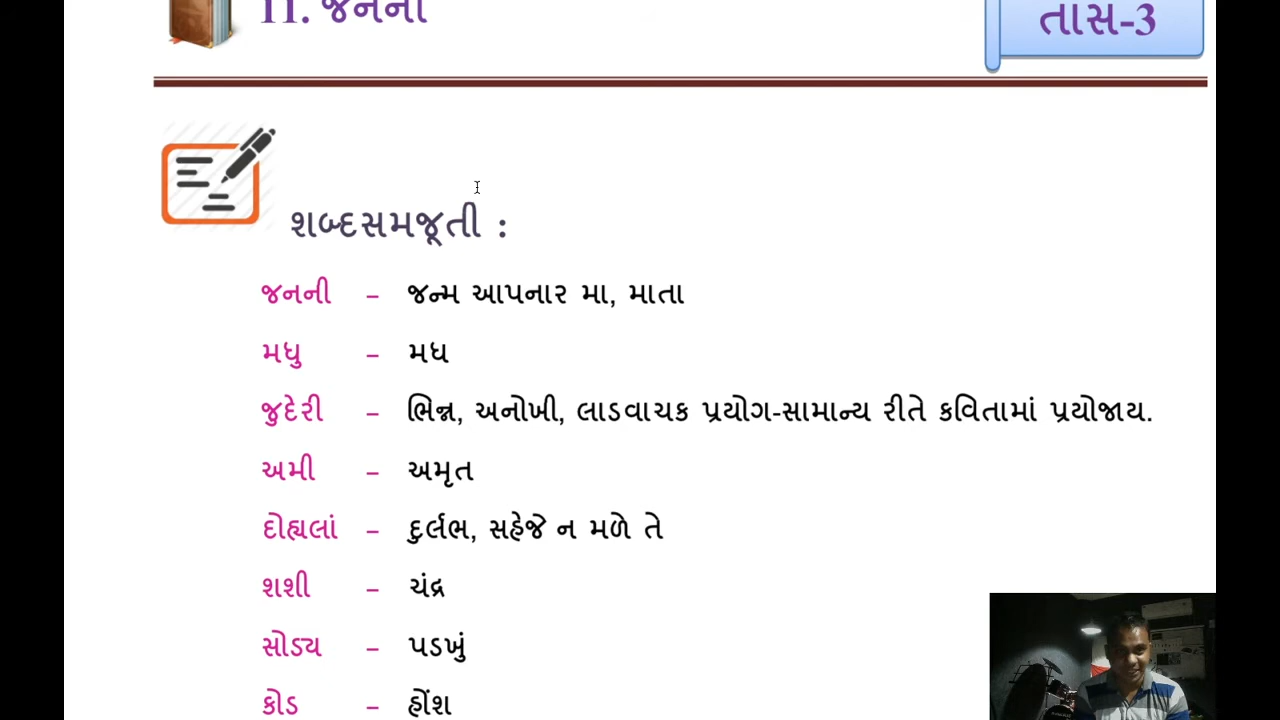 11. જનની
તાસ-3
શબ્દસમજૂતી :
જનની – જન્મ આપનાર મા, માતા
મધુ – મધ
જુદેરી – ભિન્ન, અનોખી, લાડવાચક પ્રયોગ-સામાન્ય રીતે કવિતામાં પ્રયોજાય.
અમી – અમૃત
દોહ્યલાં – દુર્લભ, સહેજે ન મળે તે
શશી – ચંદ્ર
સોડ્ય – પડખું
કોડ – હોંશ